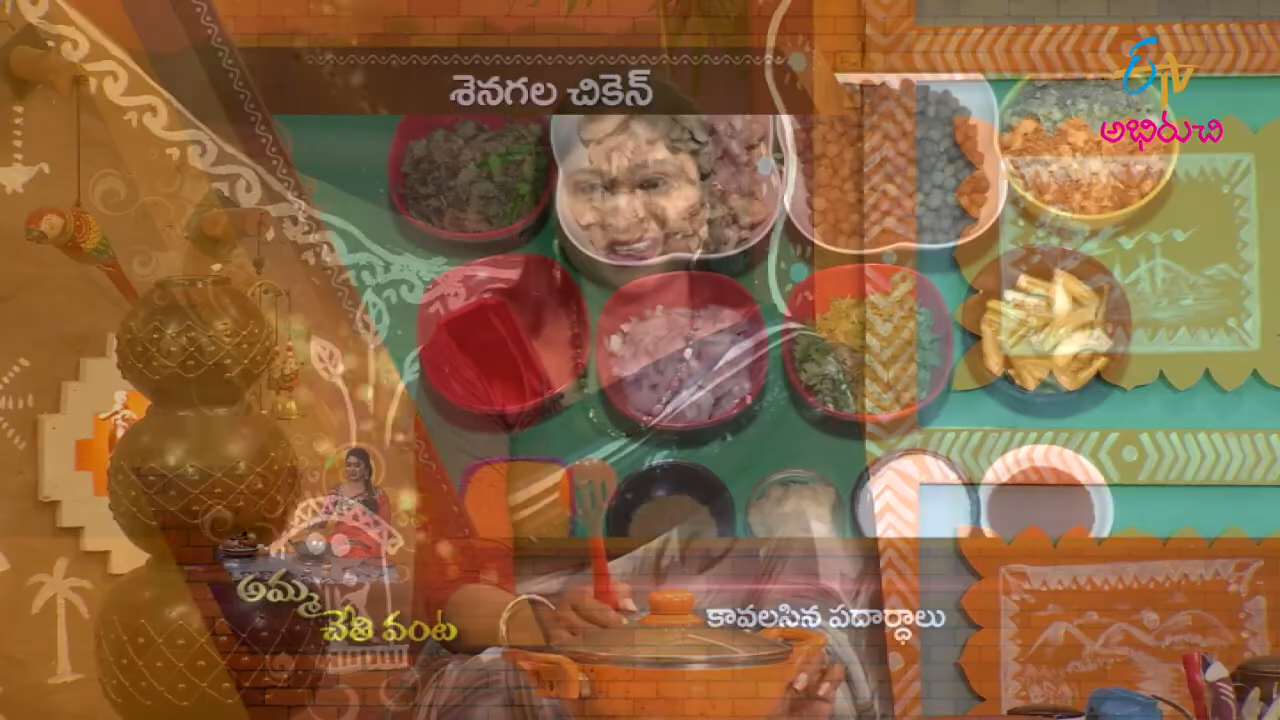 శెనగల చికెన్
ETV
అభిరుచి
అమ్మ
చేతి వంట
కావలసిన పదార్థాలు